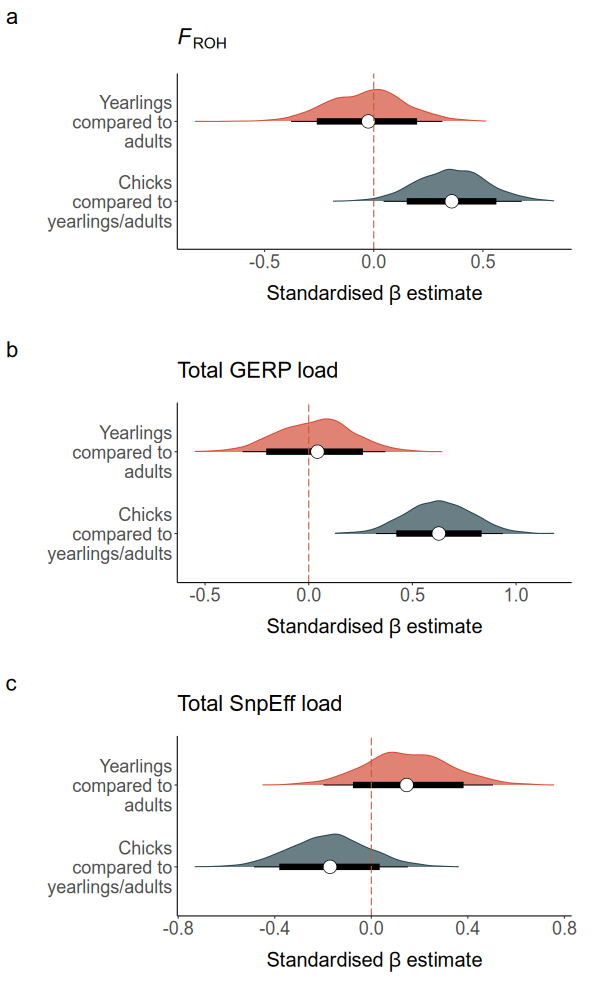 a
F ROH
Yearlings
compared to
adults
Chicks
compared to
yearlings/adults
-0.5 0.0 0.5
Standardised β estimate
b
Total GERP load
Yearlings
compared to
adults
Chicks
compared to
yearlings/adults
-0.5 0.0 0.5 1.0
Standardised β estimate
c
Total SnpEff load
Yearlings
compared to
adults
Chicks
compared to
yearlings/adults
-0.8 -0.4 0.0 0.4 0.8
Standardised β estimate